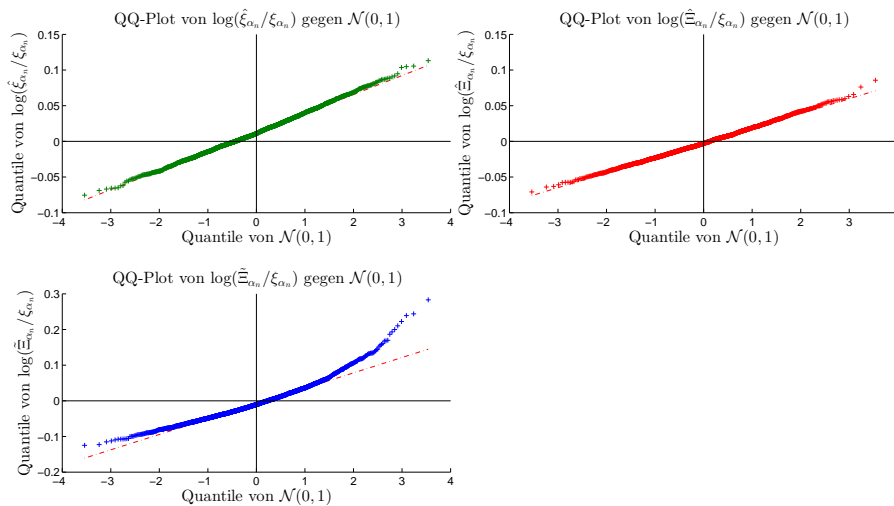 QQ-Plot von log(ξ̂_{α_n}/ξ_{α_n}) gegen 𝒩(0, 1)
Quantile von log(ξ̂_{α_n}/ξ_{α_n})
0.15
0.1
0.05
0
−0.05
−0.1
−4 −3 −2 −1 0 1 2 3 4
Quantile von 𝒩(0, 1)
QQ-Plot von log(Ξ̂_{α_n}/ξ_{α_n}) gegen 𝒩(0, 1)
Quantile von log(Ξ̂_{α_n}/ξ_{α_n})
0.15
0.1
0.05
0
−0.05
−0.1
−4 −3 −2 −1 0 1 2 3 4
Quantile von 𝒩(0, 1)
QQ-Plot von log(Ξ̃_{α_n}/ξ_{α_n}) gegen 𝒩(0, 1)
Quantile von log(Ξ̃_{α_n}/ξ_{α_n})
0.3
0.2
0.1
0
−0.1
−0.2
−4 −3 −2 −1 0 1 2 3 4
Quantile von 𝒩(0, 1)